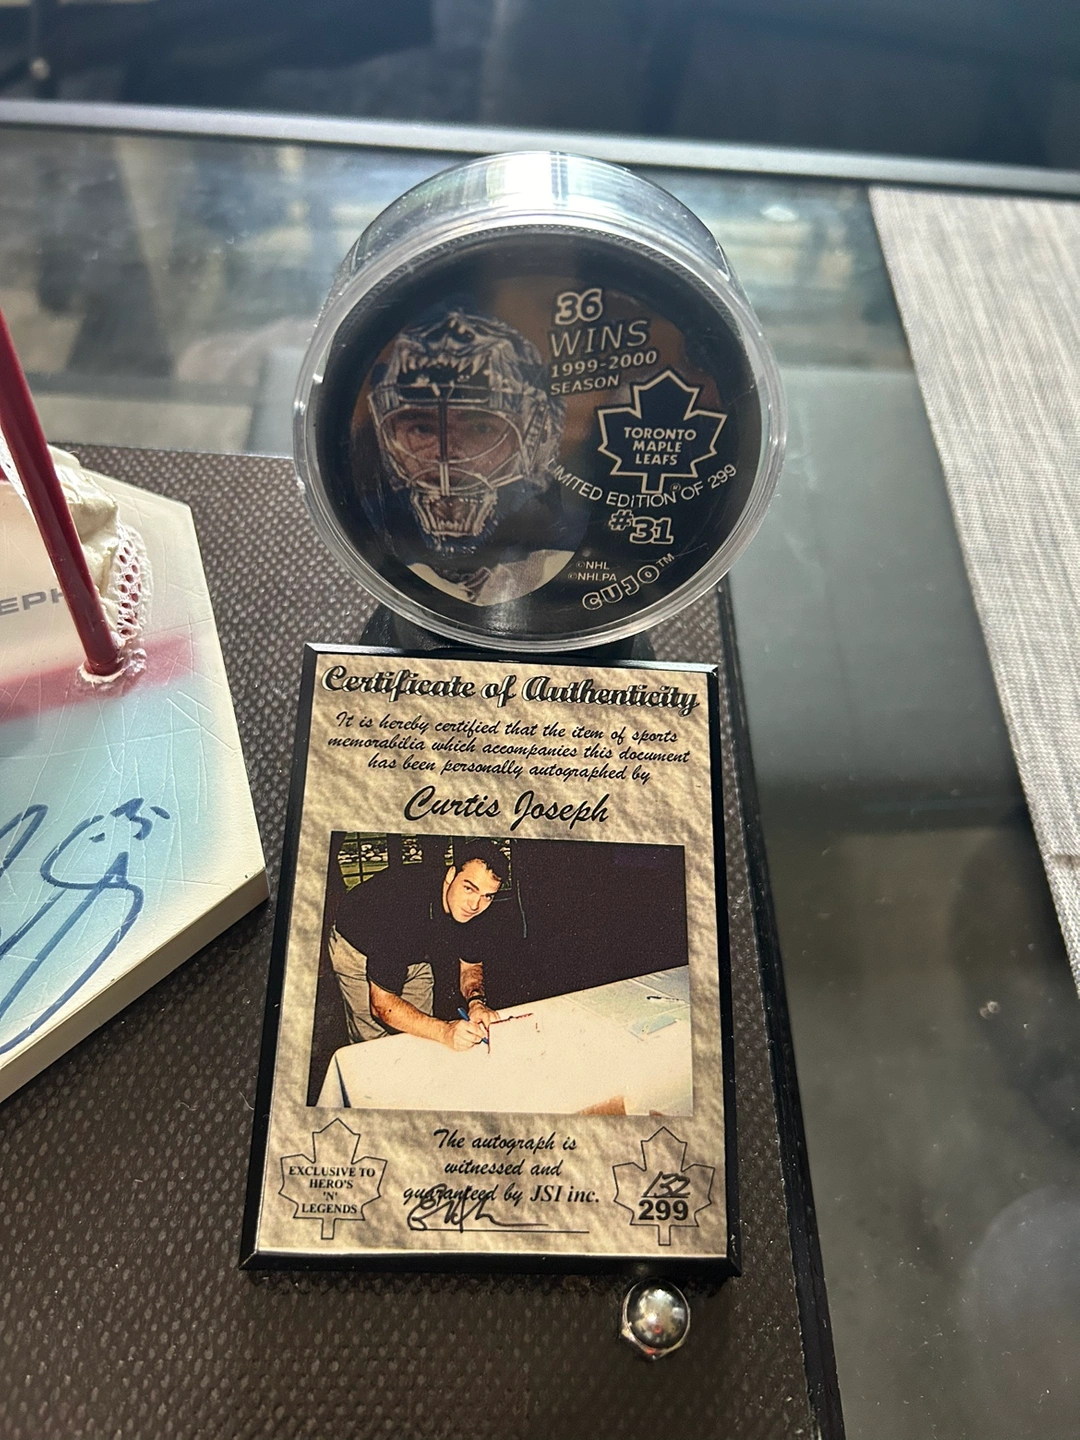 36
WINS
1999-2000
SEASON
TORONTO
MAPLE
LEAFS
LIMITED EDITION OF 299
#31
©NHL
©NHLPA
CUJO™
Certificate of Authenticity
It is hereby certified that the item of sports
memorabilia which accompanies this document
has been personally autographed by
Curtis Joseph
The autograph is
witnessed and
guaranteed by JSI inc.
EXCLUSIVE TO
HERO'S
'N'
LEGENDS
132
299